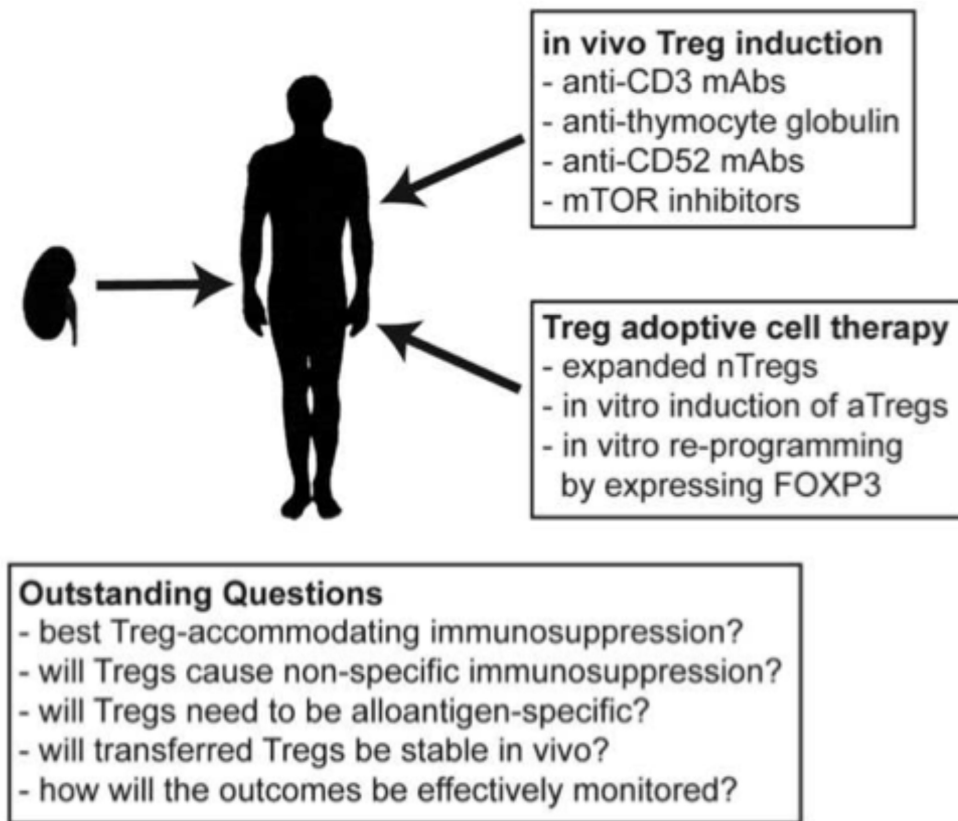 in vivo Treg induction
- anti-CD3 mAbs
- anti-thymocyte globulin
- anti-CD52 mAbs
- mTOR inhibitors
Treg adoptive cell therapy
- expanded nTregs
- in vitro induction of aTregs
- in vitro re-programming
by expressing FOXP3
Outstanding Questions
- best Treg-accommodating immunosuppression?
- will Tregs cause non-specific immunosuppression?
- will Tregs need to be alloantigen-specific?
- will transferred Tregs be stable in vivo?
- how will the outcomes be effectively monitored?